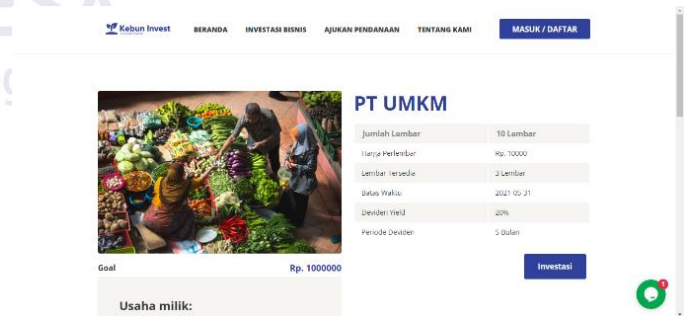 Kebun Invest
BERANDA INVESTASI BISNIS AJUKAN PENDANAAN TENTANG KAMI MASUK / DAFTAR
PT UMKM
Jumlah Lembar 10 Lembar
Harga Perlembar Rp. 10000
Lembar Tersedia 3 Lembar
Batas Waktu 2021-05-31
Deviden Yield 20%
Periode Deviden 5 Bulan
Goal Rp. 1000000
Investasi
1
Usaha milik: